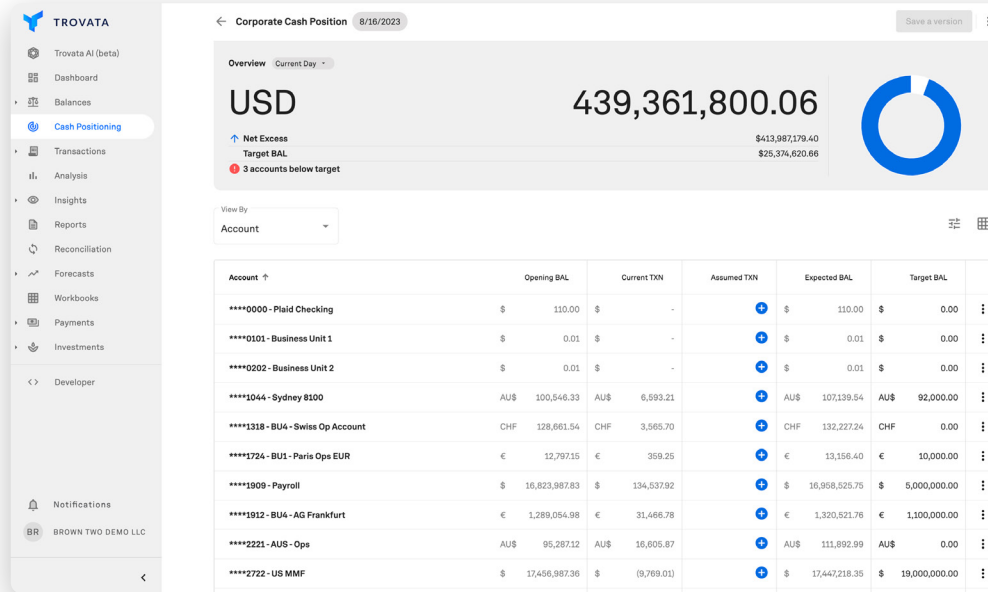 TROVATA
Trovata AI (beta)
Dashboard
Balances
Cash Positioning
Transactions
Analysis
Insights
Reports
Reconciliation
Forecasts
Workbooks
Payments
Investments
Developer
Notifications
BR BROWN TWO DEMO LLC
Corporate Cash Position 8/16/2023
Save a version
Overview Current Day
USD 439,361,800.06
Net Excess $413,987,179.40
Target BAL $25,374,620.66
3 accounts below target
View By
Account
Account Opening BAL Current TXN Assumed TXN Expected BAL Target BAL
****0000 - Plaid Checking $ 110.00 $ - $ 110.00 $ 0.00
****0101 - Business Unit 1 $ 0.01 $ - $ 0.01 $ 0.00
****0202 - Business Unit 2 $ 0.01 $ - $ 0.01 $ 0.00
****1044 - Sydney 8100 AU$ 100,546.33 AU$ 6,593.21 AU$ 107,139.54 AU$ 92,000.00
****1318 - BU4 - Swiss Op Account CHF 128,661.54 CHF 3,565.70 CHF 132,227.24 CHF 0.00
****1724 - BU1 - Paris Ops EUR € 12,797.15 € 359.25 € 13,156.40 € 10,000.00
****1909 - Payroll $ 16,823,987.83 $ 134,537.92 $ 16,958,525.75 $ 5,000,000.00
****1912 - BU4 - AG Frankfurt € 1,289,054.98 € 31,466.78 € 1,320,521.76 € 1,100,000.00
****2221 - AUS - Ops AU$ 95,287.12 AU$ 16,605.87 AU$ 111,892.99 AU$ 0.00
****2722 - US MMF $ 17,456,987.36 $ (9,769.01) $ 17,447,218.35 $ 19,000,000.00